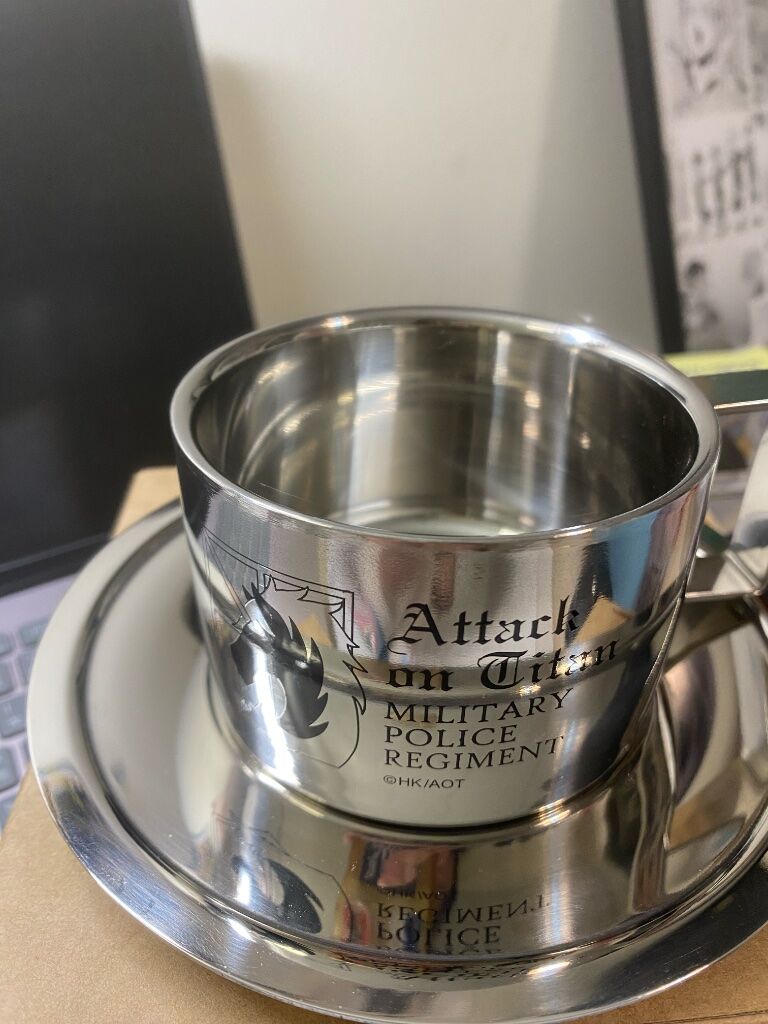 Attack
on Titan
MILITARY
POLICE
REGIMENT
©HK/AOT